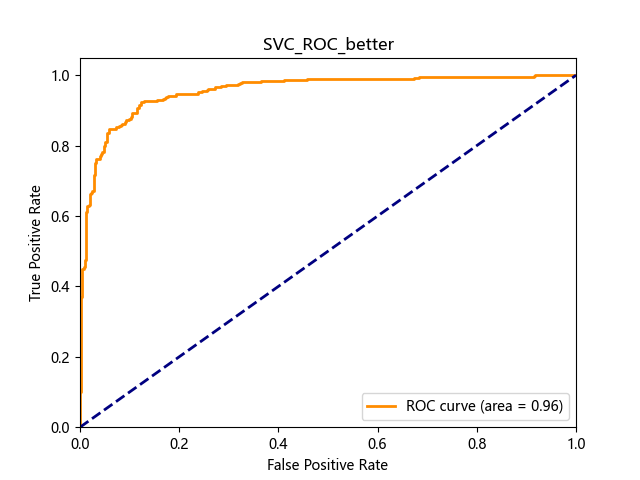 SVC_ROC_better
True Positive Rate
1.0
0.8
0.6
0.4
0.2
0.0
ROC curve (area = 0.96)
0.0 0.2 0.4 0.6 0.8 1.0
False Positive Rate